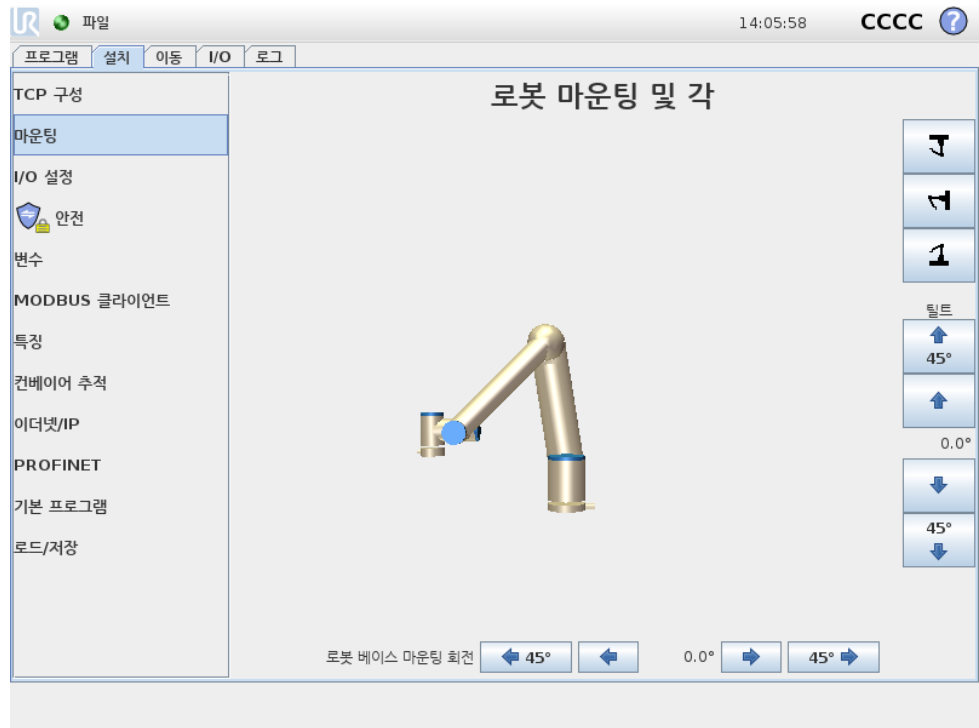 UR 파일 14:05:58 CCCC ?
프로그램 설치 이동 I/O 로그
TCP 구성
마운팅
I/O 설정
안전
변수
MODBUS 클라이언트
특징
컨베이어 추적
이더넷/IP
PROFINET
기본 프로그램
로드/저장
로봇 마운팅 및 각
틸트
45°
0.0°
45°
로봇 베이스 마운팅 회전 45° 0.0° 45°